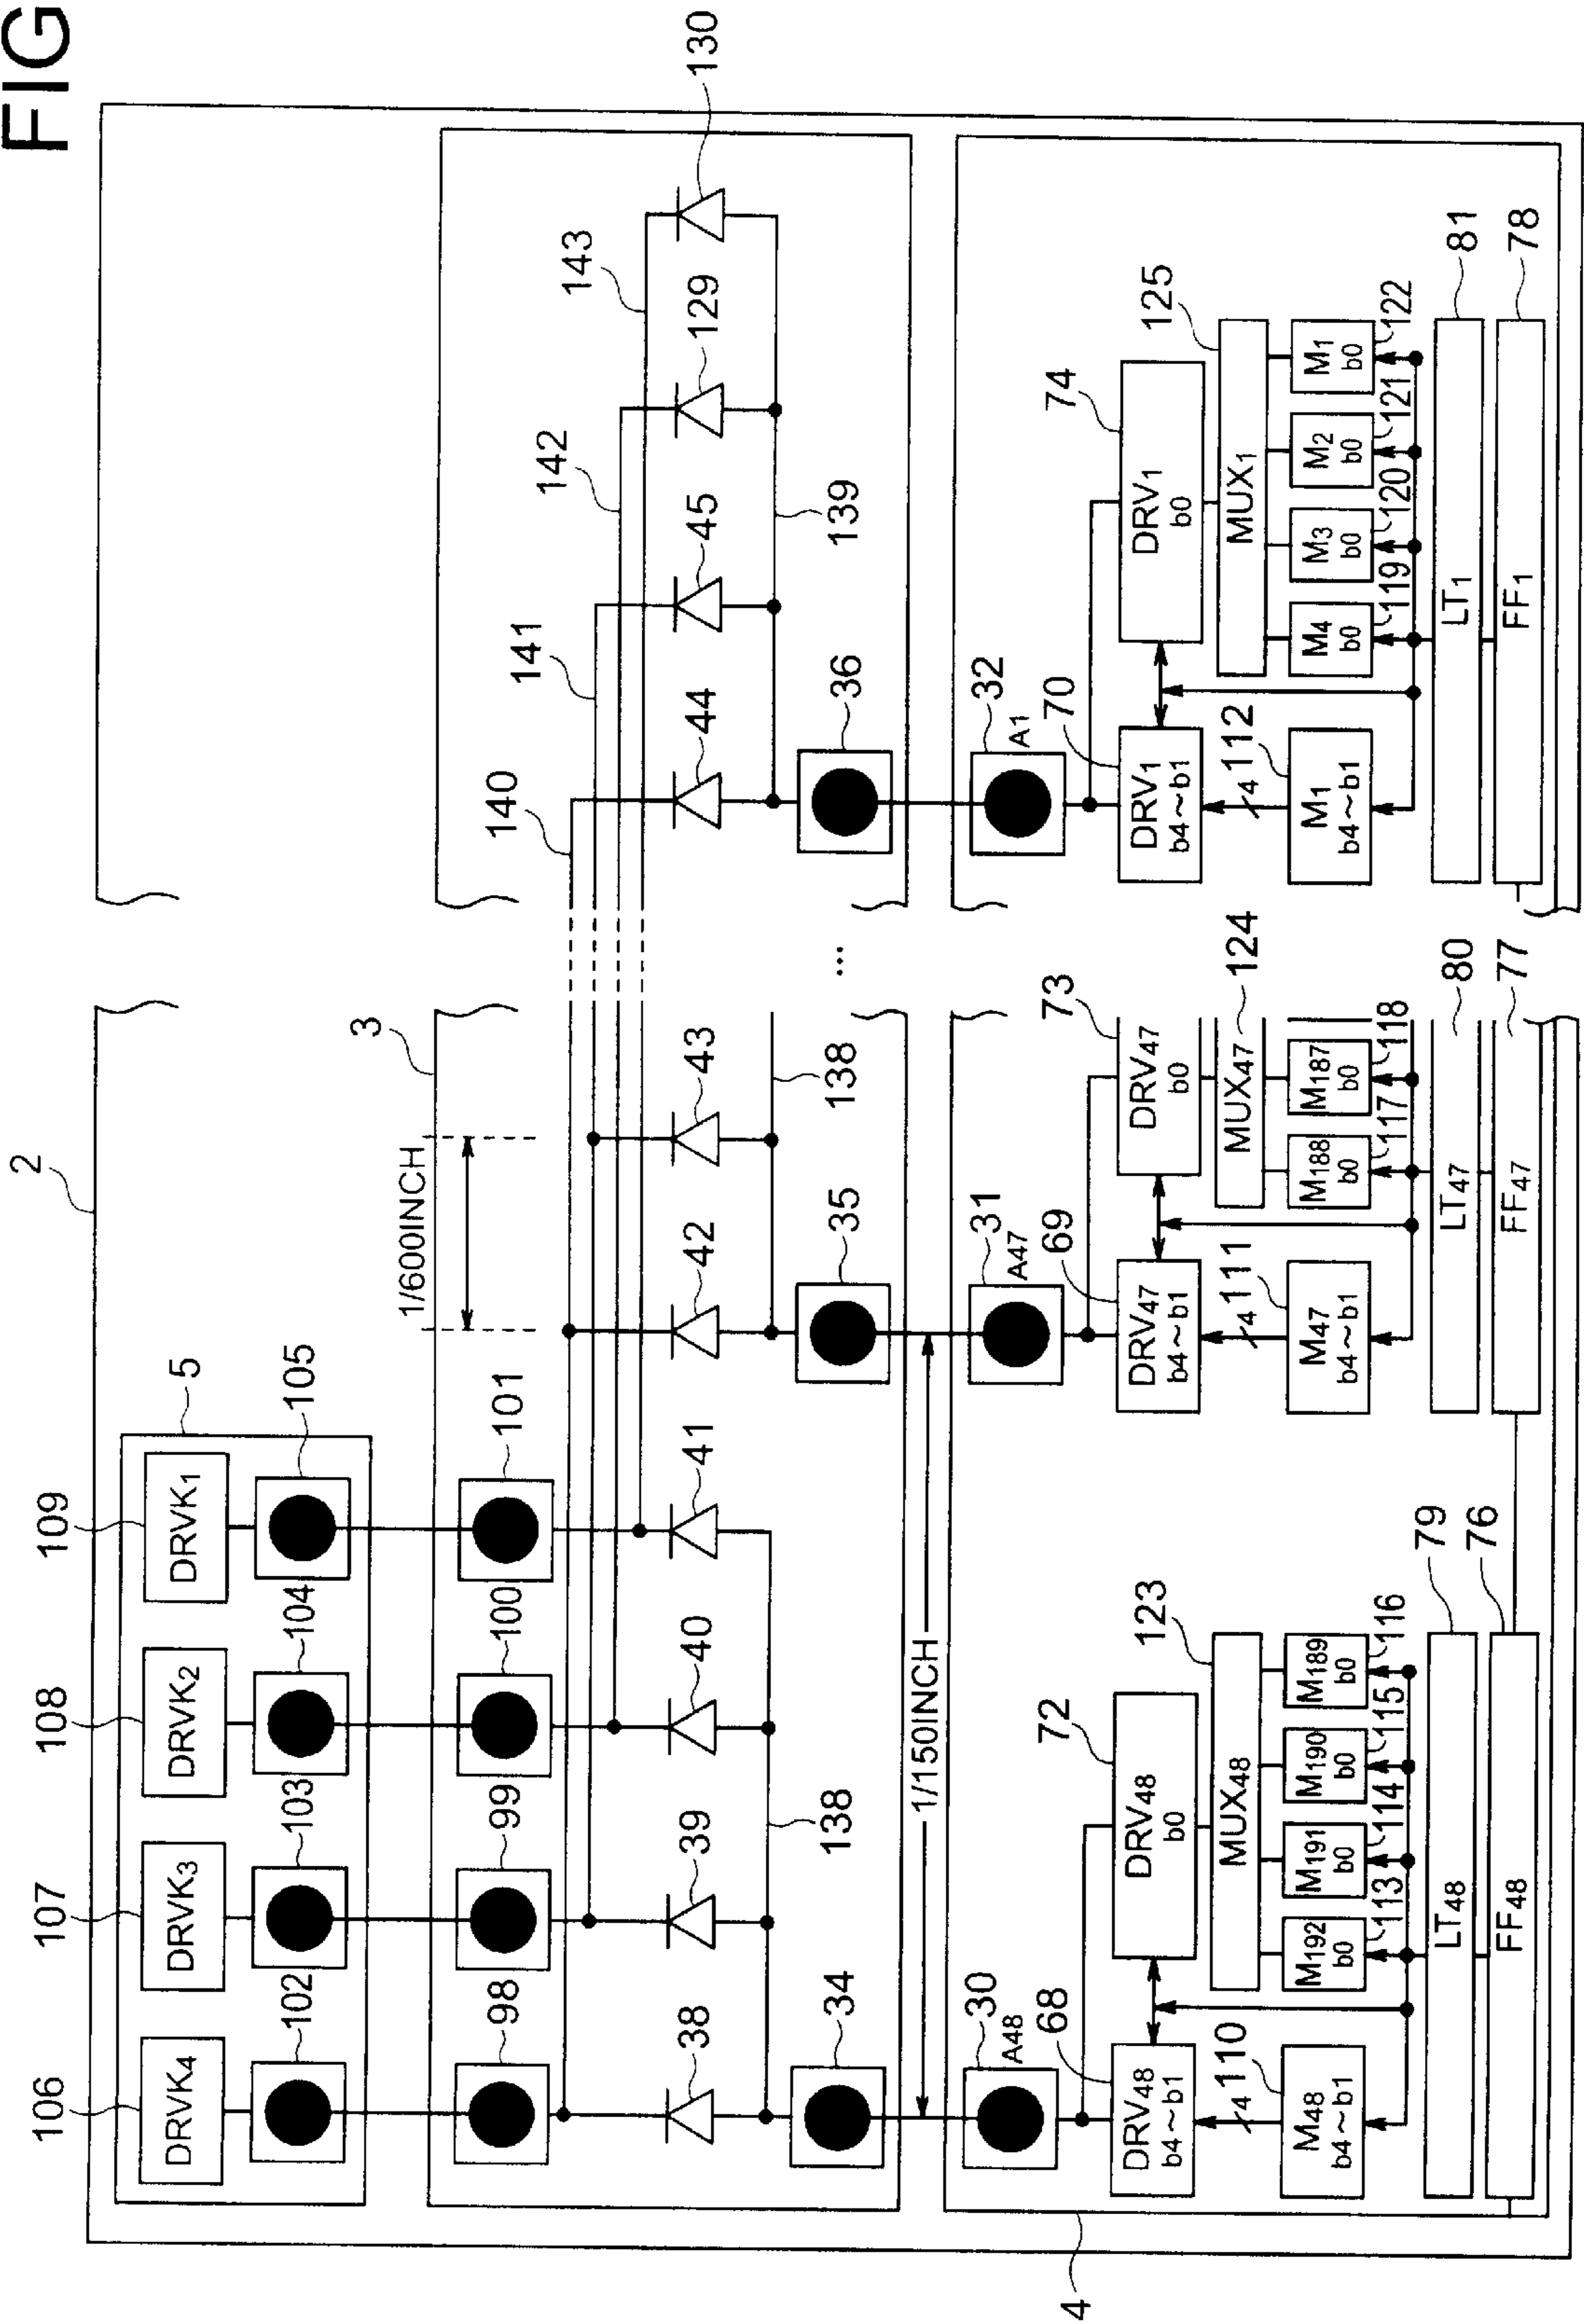 FIG
2
106
107
108
109
DRVK4
DRVK3
DRVK2
DRVK1
5
102
103
104
105
3
1/600INCH
98
99
100
101
140
141
142
143
38
39
40
41
42
43
44
45
129
130
138
138
139
34
35
...
36
1/150INCH
4
30
A48
31
A47
32
A1
68
72
69
73
70
74
DRV48
b4~b1
DRV48
b0
DRV47
b4~b1
DRV47
b0
DRV1
b4~b1
DRV1
b0
123
124
125
MUX48
MUX47
MUX1
4
110
4
111
4
112
M48
b4~b1
M192
b0
M191
b0
M190
b0
M189
b0
M47
b4~b1
M188
b0
M187
b0
M1
b4~b1
M4
b0
M3
b0
M2
b0
M1
b0
113
114
115
116
117
118
119
120
121
122
LT48
79
LT47
80
LT1
81
FF48
76
FF47
77
FF1
78